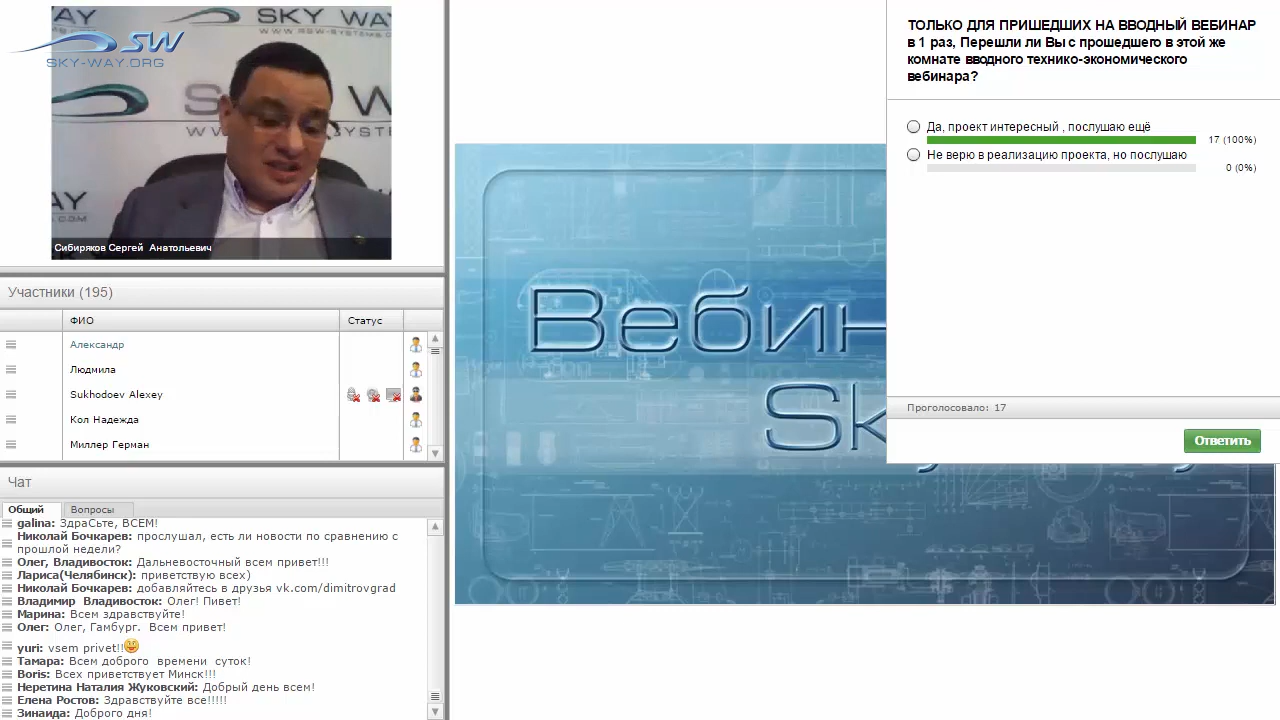 SKY WAY
WWW.RSW-SYSTEMS.COM
SW
SKY-WAY.ORG
Сибиряков Сергей Анатольевич
Участники (195)
ФИО
Статус
Александр
Людмила
Sukhodoev Alexey
Кол Надежда
Миллер Герман
Чат
Общий
Вопросы
galina: ЗдраСьте, ВСЕМ!
Николай Бочкарев: прослушал, есть ли новости по сравнению с
прошлой недели?
Олег, Владивосток: Дальневосточный всем привет!!!
Лариса(Челябинск): приветствую всех)
Николай Бочкарев: добавляйтесь в друзья vk.com/dimitrovgrad
Владимир Владивосток: Олег! Пивет!
Марина: Всем здравствуйте!
Олег: Олег, Гамбург. Всем привет!
yuri: vsem privet!!
Тамара: Всем доброго времени суток!
Boris: Всех приветствует Минск!!!
Неретина Наталия Жуковский: Добрый день всем!
Елена Ростов: Здравствуйте все!!!!!
Зинаида: Доброго дня!
Вебин
Sk
ТОЛЬКО ДЛЯ ПРИШЕДШИХ НА ВВОДНЫЙ ВЕБИНАР
в 1 раз, Перешли ли Вы с прошедшего в этой же
комнате вводного технико-экономического
вебинара?
Да, проект интересный , послушаю ещё
17 (100%)
Не верю в реализацию проекта, но послушаю
0 (0%)
Проголосовало: 17
Ответить